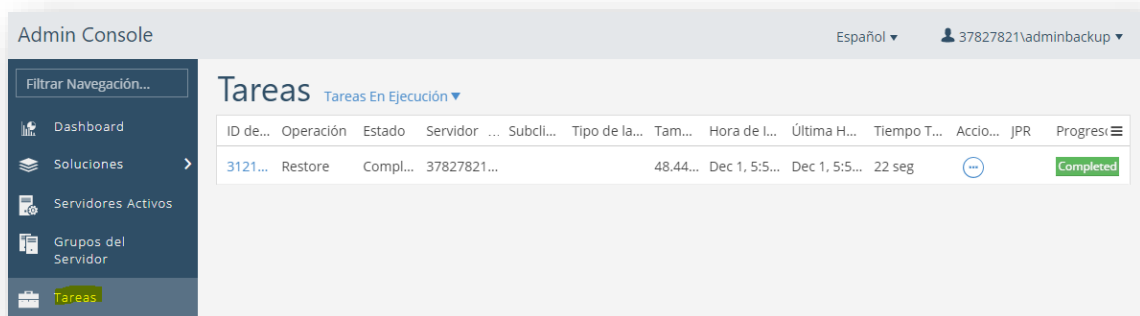 Admin Console
Español
37827821\adminbackup
Filtrar Navegación...
Dashboard
Soluciones
Servidores Activos
Grupos del
Servidor
Tareas
Tareas Tareas En Ejecución
ID de... Operación Estado Servidor ... Subcli... Tipo de la... Tam... Hora de I... Última H... Tiempo T... Accio... JPR Progres
3121... Restore Compl... 37827821... 48.44... Dec 1, 5:5... Dec 1, 5:5... 22 seg Completed